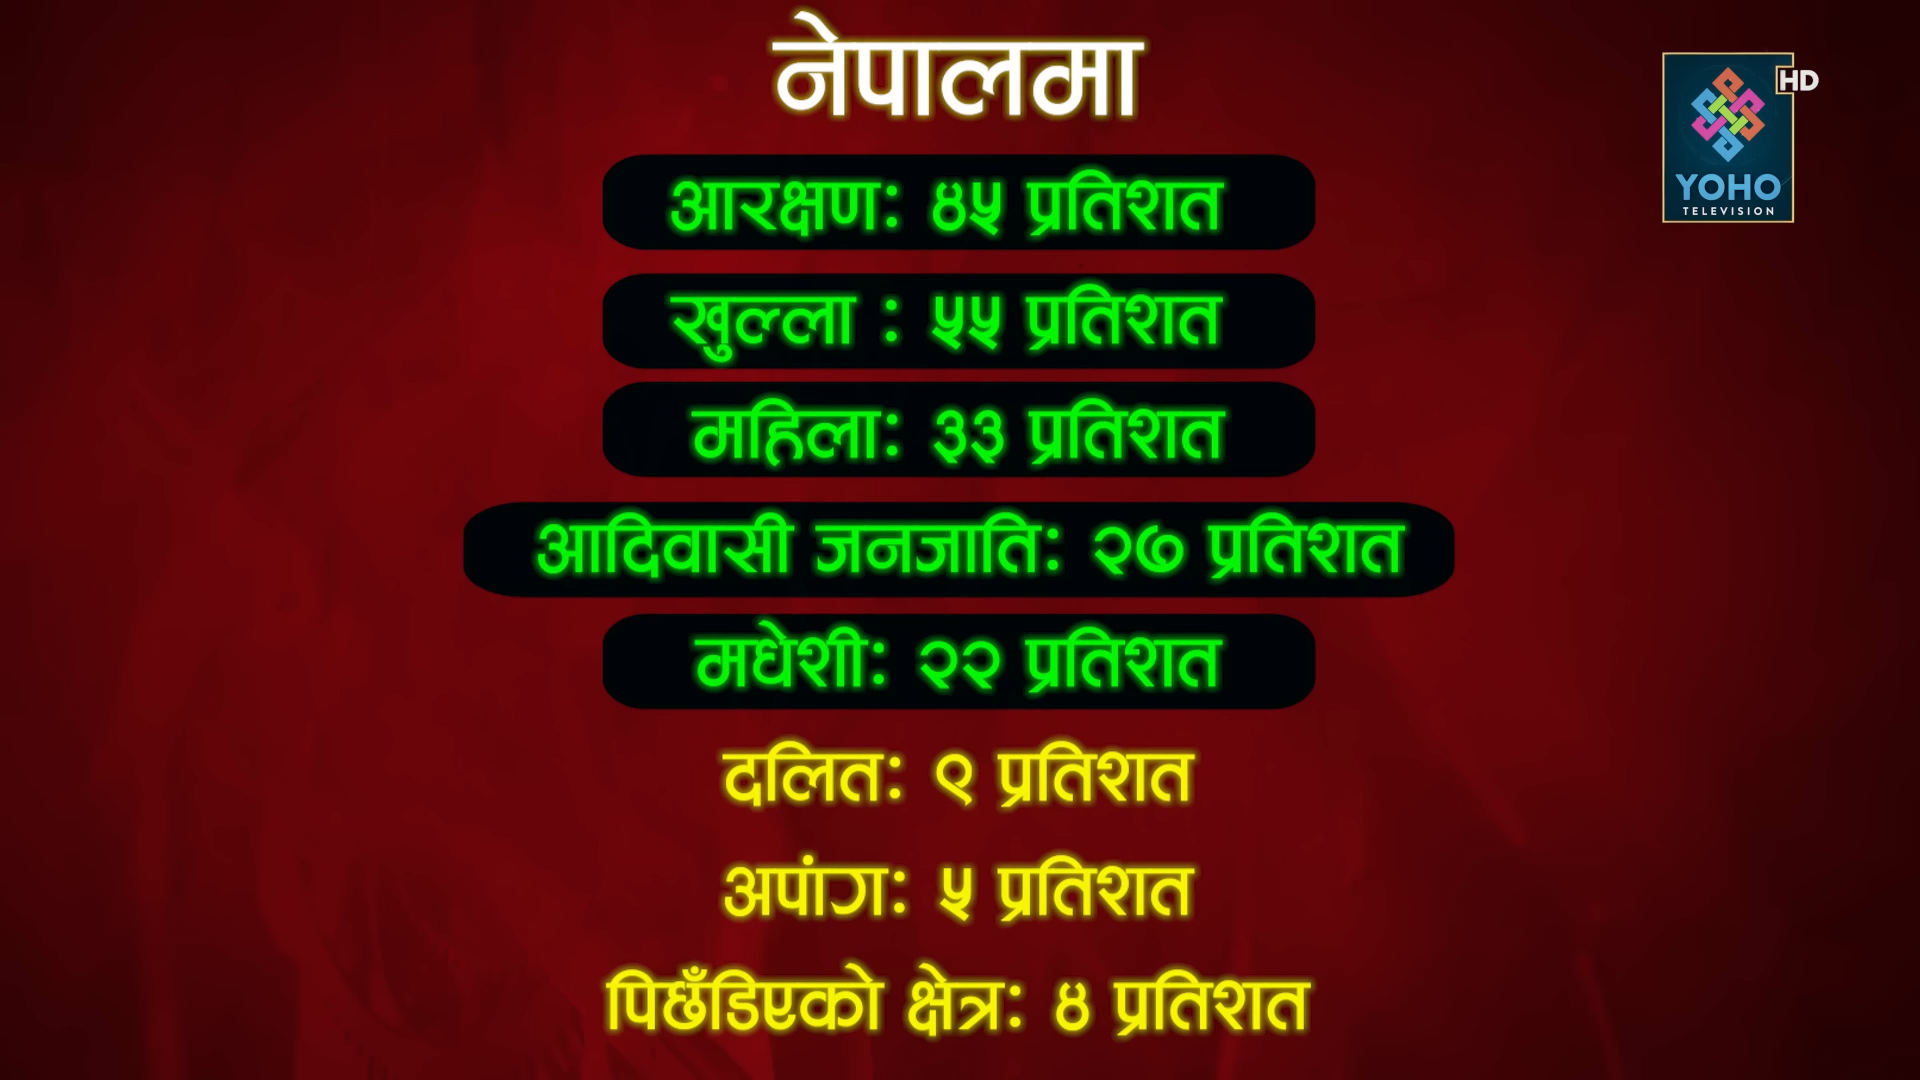 नेपालमा
HD
YOHO
TELEVISION
आरक्षण: ४५ प्रतिशत
खुल्ला : ५५ प्रतिशत
महिला: ३३ प्रतिशत
आदिवासी जनजाति: २७ प्रतिशत
मधेशी: २२ प्रतिशत
दलित: ९ प्रतिशत
अपांग: ५ प्रतिशत
पिछँडिएको क्षेत्र: ४ प्रतिशत